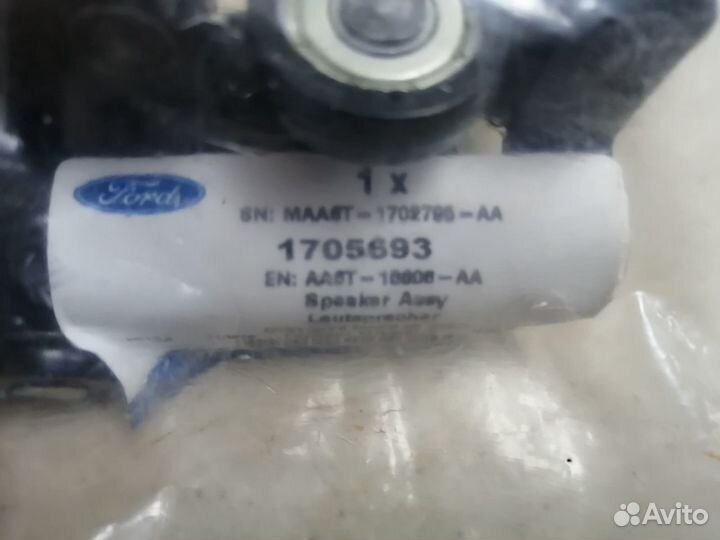 Ford
1 x
SN: MAA6T-1702795-AA
1705693
EN: AA6T-18808-AA
Speaker Assy
Lautsprecher
Avito